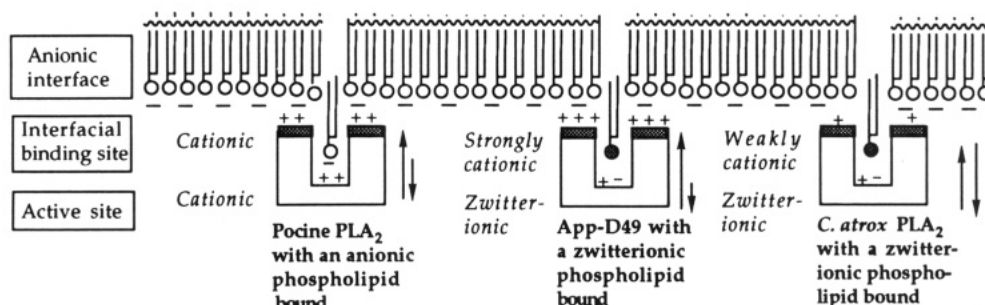 Anionic
interface
Interfacial
binding site
Active site
Cationic
Cationic
Pocine PLA2
with an anionic
phospholipid
bound
Strongly
cationic
Zwitter-
ionic
App-D49 with
a zwitterionic
phospholipid
bound
Weakly
cationic
Zwitter-
ionic
C. atrox PLA2
with a zwitter-
ionic phospho-
lipid bound